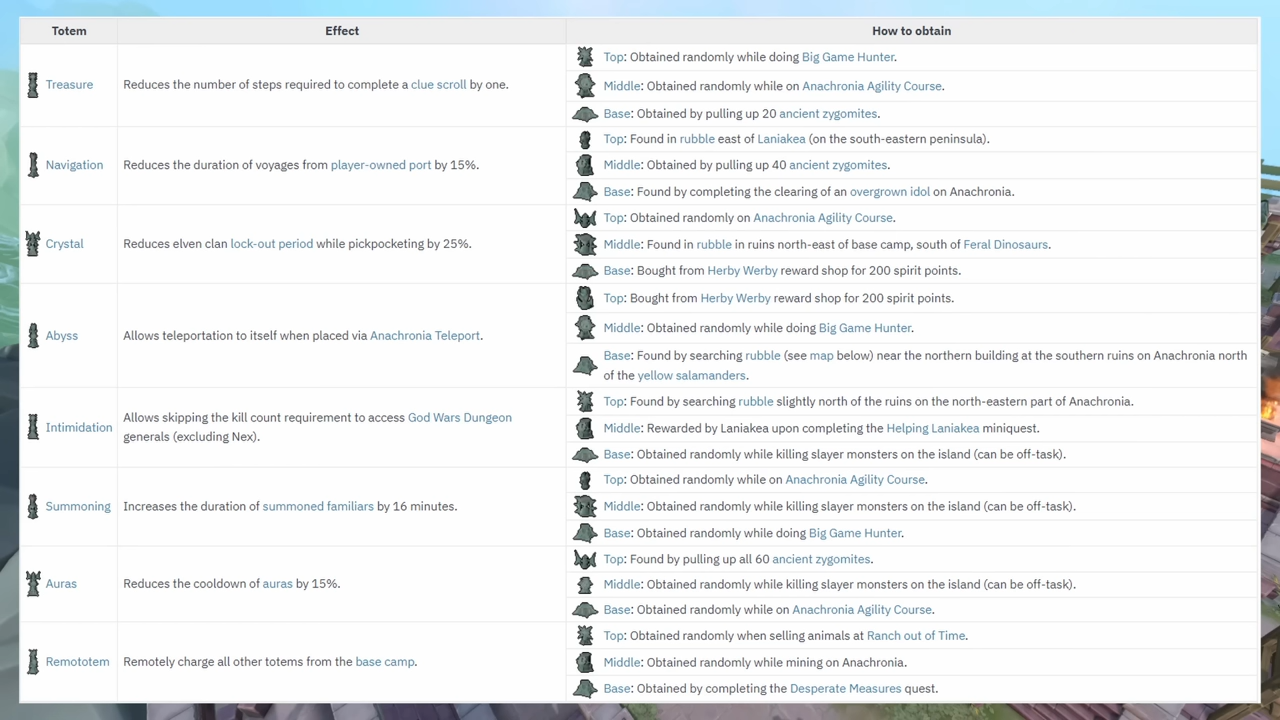 Totem Effect How to obtain
Treasure Reduces the number of steps required to complete a clue scroll by one.
Top: Obtained randomly while doing Big Game Hunter.
Middle: Obtained randomly while on Anachronia Agility Course.
Base: Obtained by pulling up 20 ancient zygomites.
Navigation Reduces the duration of voyages from player-owned port by 15%.
Top: Found in rubble east of Laniakea (on the south-eastern peninsula).
Middle: Obtained by pulling up 40 ancient zygomites.
Base: Found by completing the clearing of an overgrown idol on Anachronia.
Crystal Reduces elven clan lock-out period while pickpocketing by 25%.
Top: Obtained randomly on Anachronia Agility Course.
Middle: Found in rubble in ruins north-east of base camp, south of Feral Dinosaurs.
Base: Bought from Herby Werby reward shop for 200 spirit points.
Abyss Allows teleportation to itself when placed via Anachronia Teleport.
Top: Bought from Herby Werby reward shop for 200 spirit points.
Middle: Obtained randomly while doing Big Game Hunter.
Base: Found by searching rubble (see map below) near the northern building at the southern ruins on Anachronia north
of the yellow salamanders.
Intimidation Allows skipping the kill count requirement to access God Wars Dungeon
generals (excluding Nex).
Top: Found by searching rubble slightly north of the ruins on the north-eastern part of Anachronia.
Middle: Rewarded by Laniakea upon completing the Helping Laniakea miniquest.
Base: Obtained randomly while killing slayer monsters on the island (can be off-task).
Summoning Increases the duration of summoned familiars by 16 minutes.
Top: Obtained randomly while on Anachronia Agility Course.
Middle: Obtained randomly while killing slayer monsters on the island (can be off-task).
Base: Obtained randomly while doing Big Game Hunter.
Auras Reduces the cooldown of auras by 15%.
Top: Found by pulling up all 60 ancient zygomites.
Middle: Obtained randomly while killing slayer monsters on the island (can be off-task).
Base: Obtained randomly while on Anachronia Agility Course.
Remototem Remotely charge all other totems from the base camp.
Top: Obtained randomly when selling animals at Ranch out of Time.
Middle: Obtained randomly while mining on Anachronia.
Base: Obtained by completing the Desperate Measures quest.